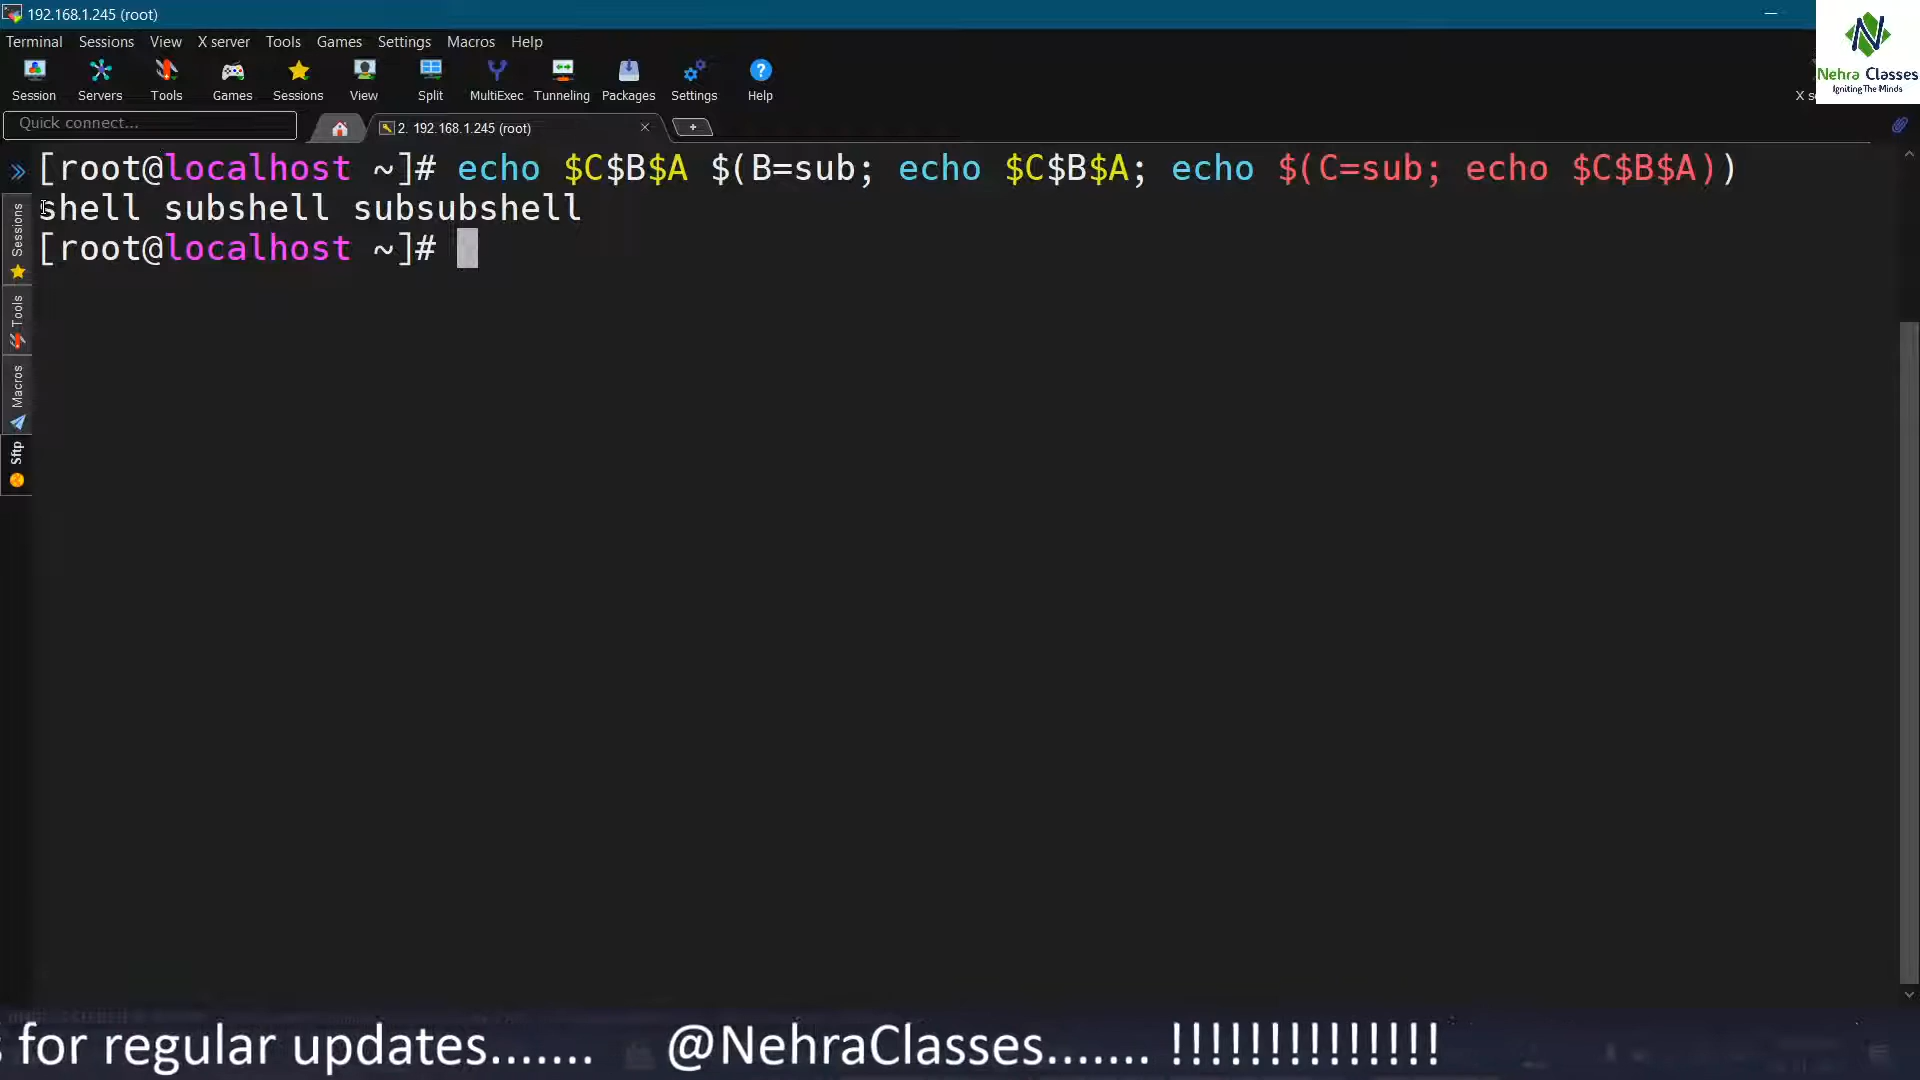 192.168.1.245 (root)
Terminal Sessions View X server Tools Games Settings Macros Help
Session Servers Tools Games Sessions View Split MultiExec Tunneling Packages Settings Help
Nehra Classes
Igniting The Minds
Quick connect...
2. 192.168.1.245 (root)
[root@localhost ~]# echo $C$B$A $(B=sub; echo $C$B$A; echo $(C=sub; echo $C$B$A))
shell subshell subsubshell
[root@localhost ~]#
Sessions
Tools
Macros
Sftp
for regular updates....... @NehraClasses....... !!!!!!!!!!!!!!